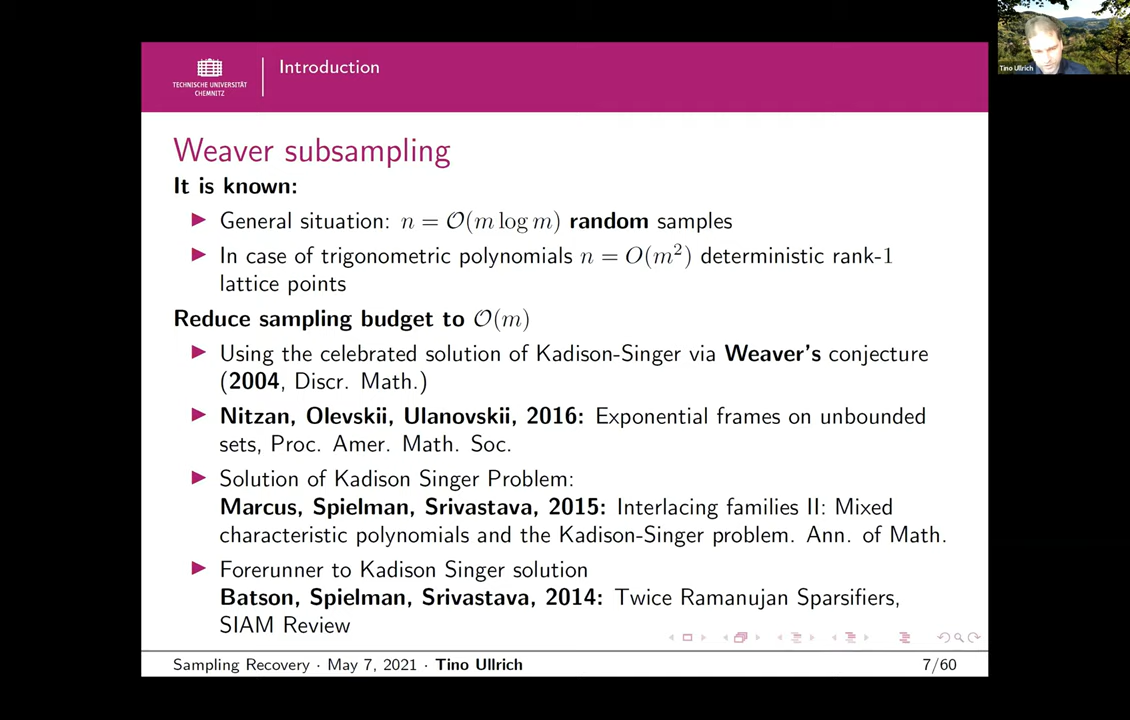 TECHNISCHE UNIVERSITÄT
CHEMNITZ
Introduction
Tino Ullrich
Weaver subsampling
It is known:
General situation: n = O(m log m) random samples
In case of trigonometric polynomials n = O(m²) deterministic rank-1
lattice points
Reduce sampling budget to O(m)
Using the celebrated solution of Kadison-Singer via Weaver's conjecture
(2004, Discr. Math.)
Nitzan, Olevskii, Ulanovskii, 2016: Exponential frames on unbounded
sets, Proc. Amer. Math. Soc.
Solution of Kadison Singer Problem:
Marcus, Spielman, Srivastava, 2015: Interlacing families II: Mixed
characteristic polynomials and the Kadison-Singer problem. Ann. of Math.
Forerunner to Kadison Singer solution
Batson, Spielman, Srivastava, 2014: Twice Ramanujan Sparsifiers,
SIAM Review
Sampling Recovery · May 7, 2021 · Tino Ullrich
7/60